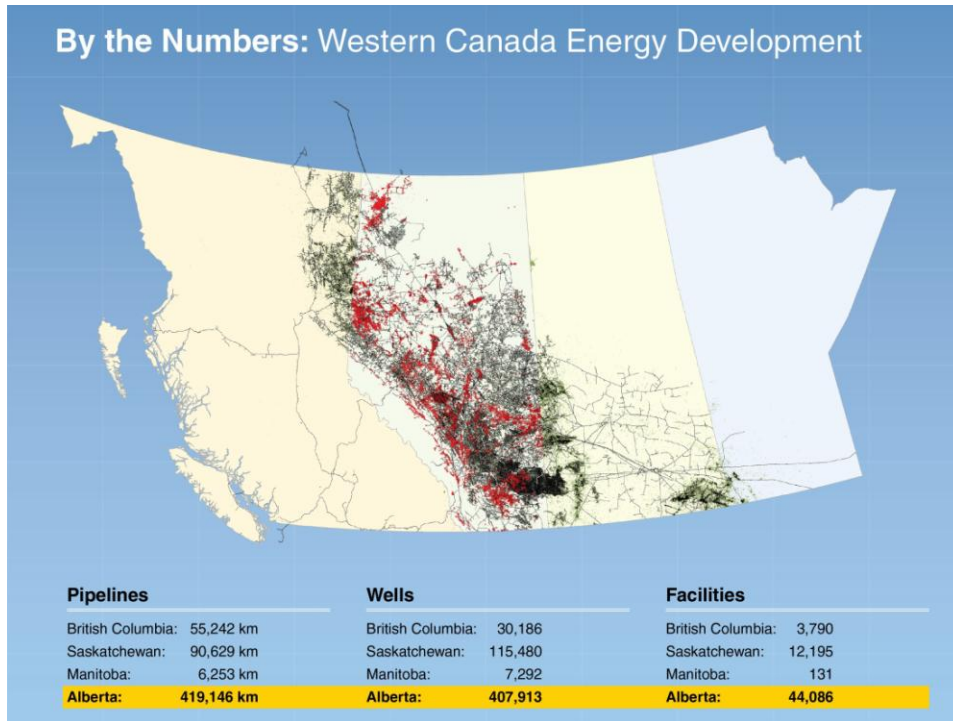 By the Numbers: Western Canada Energy Development
Pipelines
British Columbia: 55,242 km
Saskatchewan: 90,629 km
Manitoba: 6,253 km
Alberta: 419,146 km
Wells
British Columbia: 30,186
Saskatchewan: 115,480
Manitoba: 7,292
Alberta: 407,913
Facilities
British Columbia: 3,790
Saskatchewan: 12,195
Manitoba: 131
Alberta: 44,086